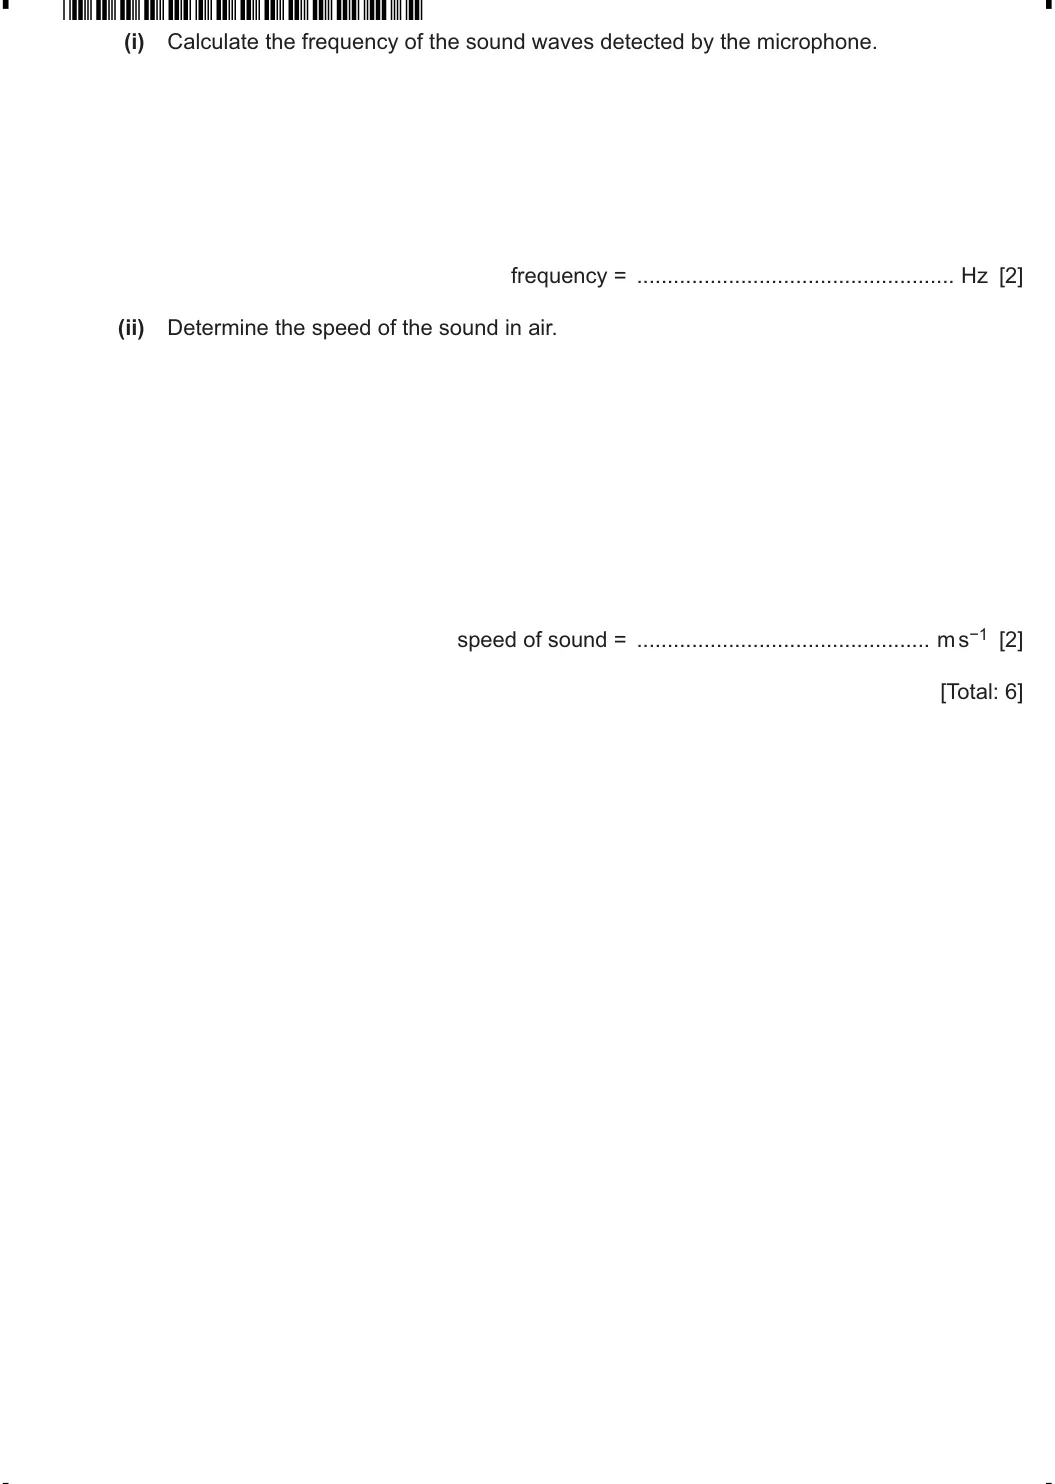 (i) Calculate the frequency of the sound waves detected by the microphone.
frequency = .................................................... Hz [2]
(ii) Determine the speed of the sound in air.
speed of sound = ................................................ m s⁻¹ [2]
[Total: 6]